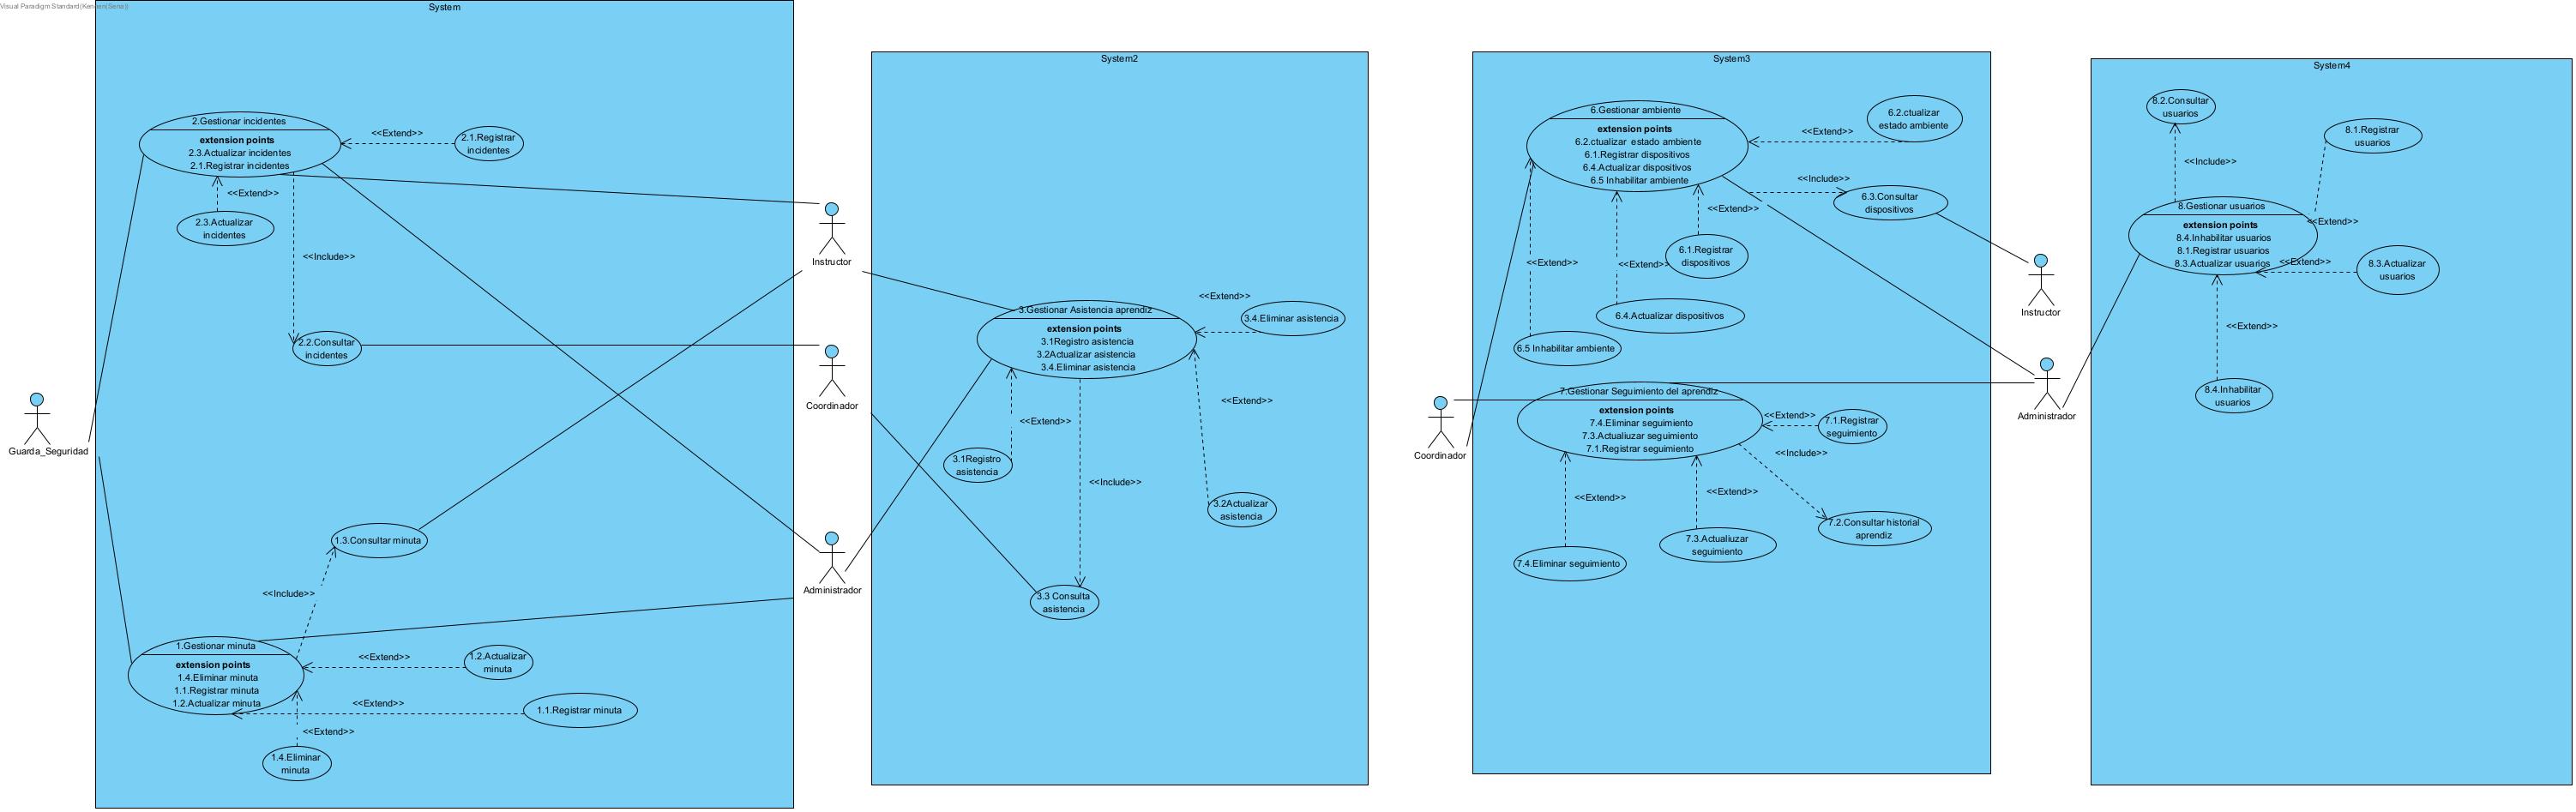 Visual Paradigm Standard(Kenneri(Sena))
System
2.Gestionar incidentes
extension points
2.3.Actualizar incidentes
2.1.Registrar incidentes
<<Extend>>
2.1.Registrar
incidentes
<<Extend>>
2.3.Actualizar
incidentes
<<Include>>
2.2.Consultar
incidentes
Guarda_Seguridad
1.3.Consultar minuta
<<Include>>
1.Gestionar minuta
extension points
1.4.Eliminar minuta
1.1.Registrar minuta
1.2.Actualizar minuta
<<Extend>>
1.2.Actualizar
minuta
<<Extend>>
1.1.Registrar minuta
<<Extend>>
1.4.Eliminar
minuta
Instructor
Coordinador
Administrador
System2
3.Gestionar Asistencia aprendiz
extension points
3.1Registro asistencia
3.2Actualizar asistencia
3.4.Eliminar asistencia
<<Extend>>
3.4.Eliminar asistencia
<<Extend>>
<<Extend>>
3.1Registro
asistencia
<<Include>>
3.2Actualizar
asistencia
3.3 Consulta
asistencia
System3
6.Gestionar ambiente
extension points
6.2.ctualizar estado ambiente
6.1.Registrar dispositivos
6.4.Actualizar dispositivos
6.5 Inhabilitar ambiente
<<Extend>>
6.2.ctualizar
estado ambiente
<<Include>>
6.3.Consultar
dispositivos
<<Extend>>
6.1.Registrar
dispositivos
<<Extend>>
<<Extend>>
6.4.Actualizar dispositivos
6.5 Inhabilitar ambiente
7.Gestionar Seguimiento del aprendiz
extension points
7.4.Eliminar seguimiento
7.3.Actualiuzar seguimiento
7.1.Registrar seguimiento
<<Extend>>
7.1.Registrar
seguimiento
<<Include>>
<<Extend>>
<<Extend>>
7.2.Consultar historial
aprendiz
7.3.Actualiuzar
seguimiento
7.4.Eliminar seguimiento
Coordinador
Instructor
Administrador
System4
8.2.Consultar
usuarios
8.1.Registrar
usuarios
<<Include>>
8.Gestionar usuarios
extension points
8.4.Inhabilitar usuarios
8.1.Registrar usuarios
8.3.Actualizar usuarios
<<Extend>>
<<Extend>>
8.3.Actualizar
usuarios
<<Extend>>
8.4.Inhabilitar
usuarios